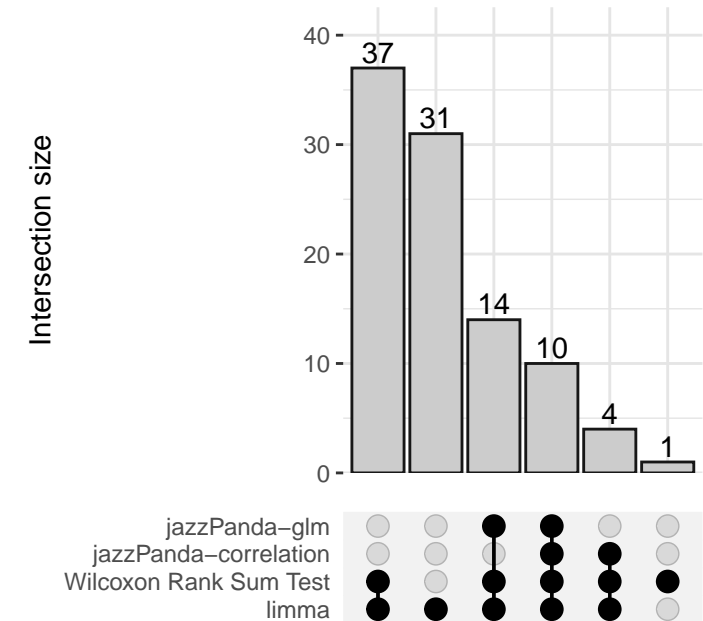 40
37
31
30
Intersection size
20
14
10
10
4
1
0
jazzPanda−glm
jazzPanda−correlation
Wilcoxon Rank Sum Test
limma